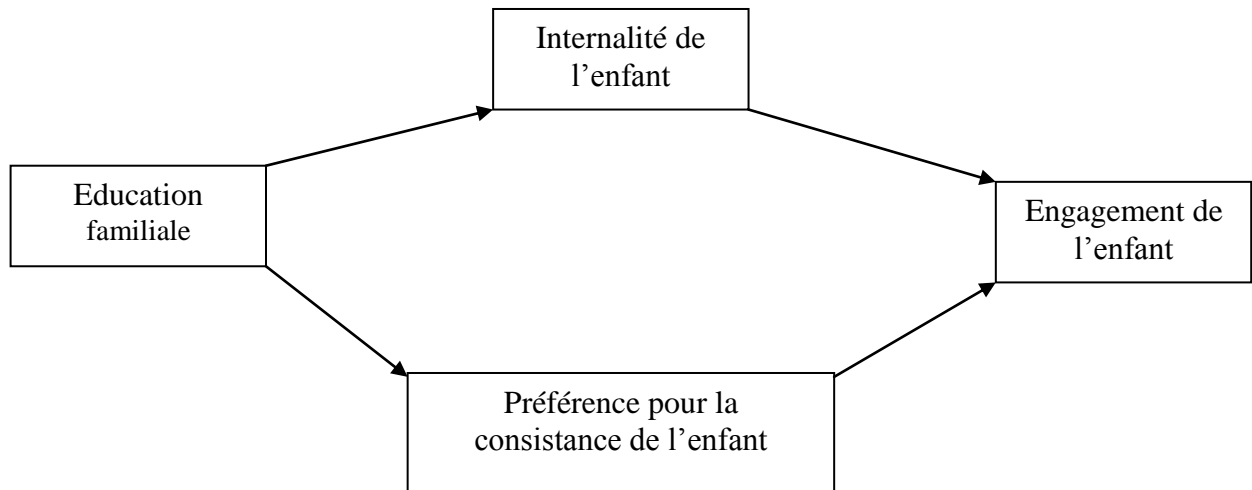 Internalité de
l’enfant
Education
familiale
Engagement de
l’enfant
Préférence pour la
consistance de l’enfant